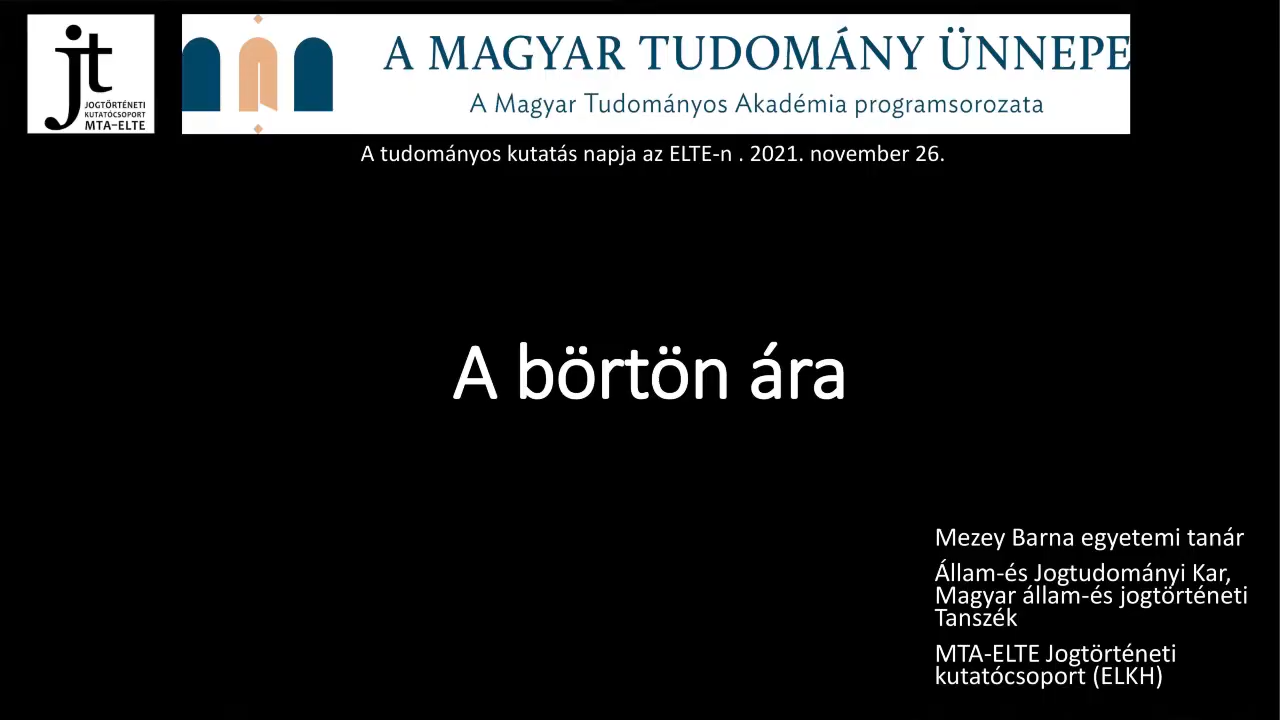 jt
JOGTÖRTÉNETI
KUTATÓCSOPORT
MTA-ELTE
A MAGYAR TUDOMÁNY ÜNNEPE
A Magyar Tudományos Akadémia programsorozata
A tudományos kutatás napja az ELTE-n . 2021. november 26.
A börtön ára
Mezey Barna egyetemi tanár
Állam-és Jogtudományi Kar,
Magyar állam-és jogtörténeti
Tanszék
MTA-ELTE Jogtörténeti
kutatócsoport (ELKH)